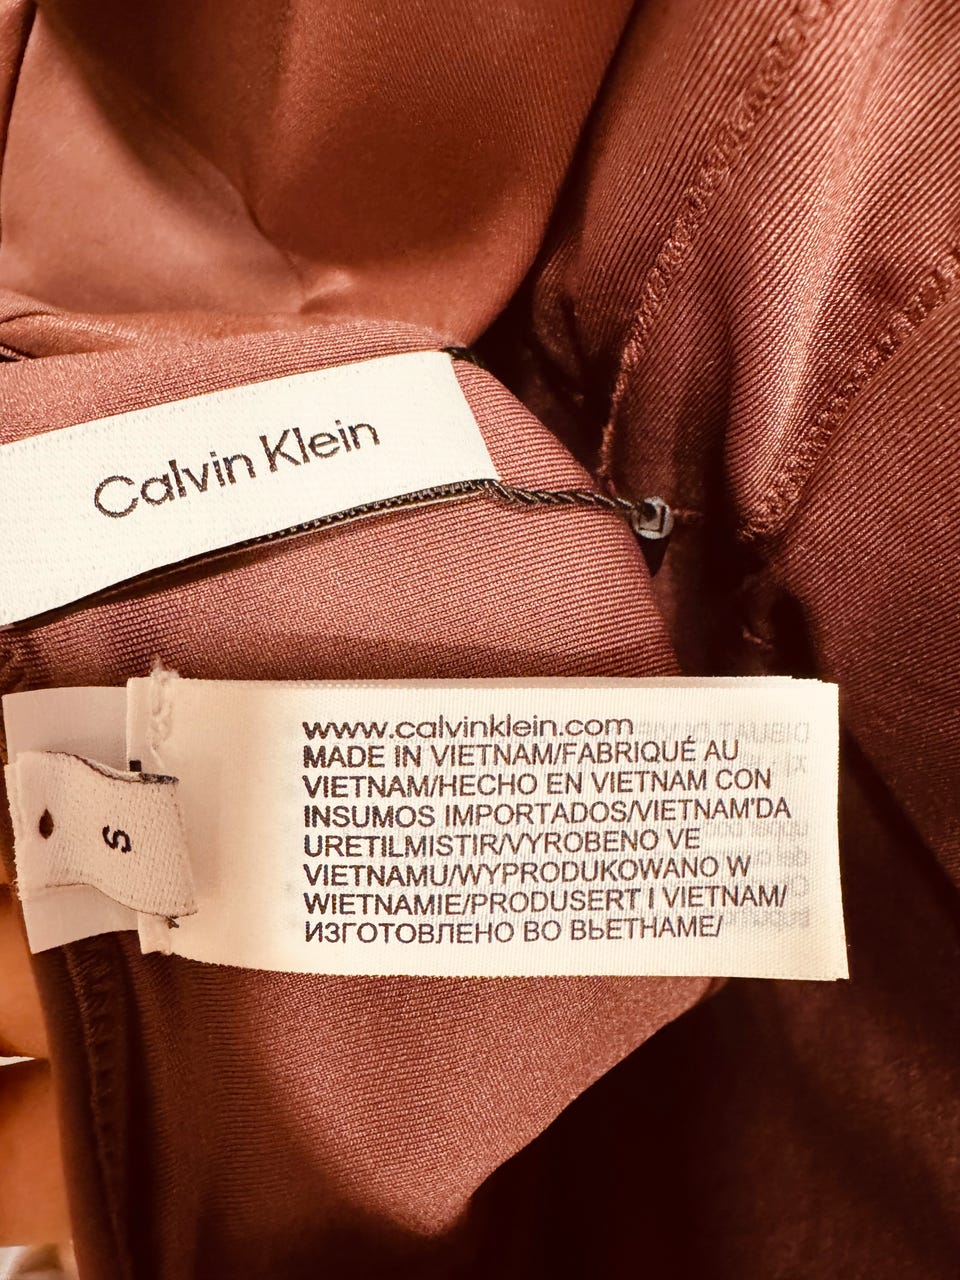 Calvin Klein
S
www.calvinklein.com
MADE IN VIETNAM/FABRIQUÉ AU
VIETNAM/HECHO EN VIETNAM CON
INSUMOS IMPORTADOS/VIETNAM'DA
URETILMISTIR/VYROBENO VE
VIETNAMU/WYPRODUKOWANO W
WIETNAMIE/PRODUSERT I VIETNAM/
ИЗГОТОВЛЕНО ВО ВЬЕТНАМЕ/